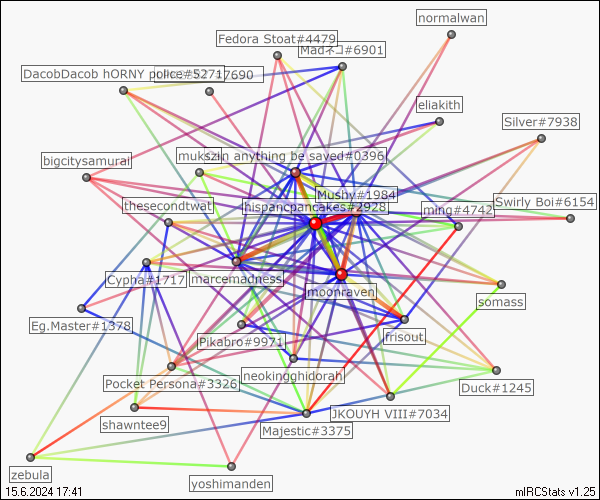 normalwan
Fedora Stoat#4479
Madネコ#6901
DacobDacob hORNY police#5271
17690
eliakith
Silver#7938
bigcitysamurai
mukszip
anything be saved#0396
Mushy#1984
Swirly Boi#6154
thesecondtwat
hispancpancakes#2928
ming#4742
Cypha#1717
marcemadness
moonraven
somass
Eg.Master#1378
Pikabro#9971
frisout
Pocket Persona#3326
neokingghidorah
Duck#1245
shawntee9
JKOUYH VIII#7034
Majestic#3375
zebula
yoshimanden
15.6.2024 17:41
mIRCStats v1.25